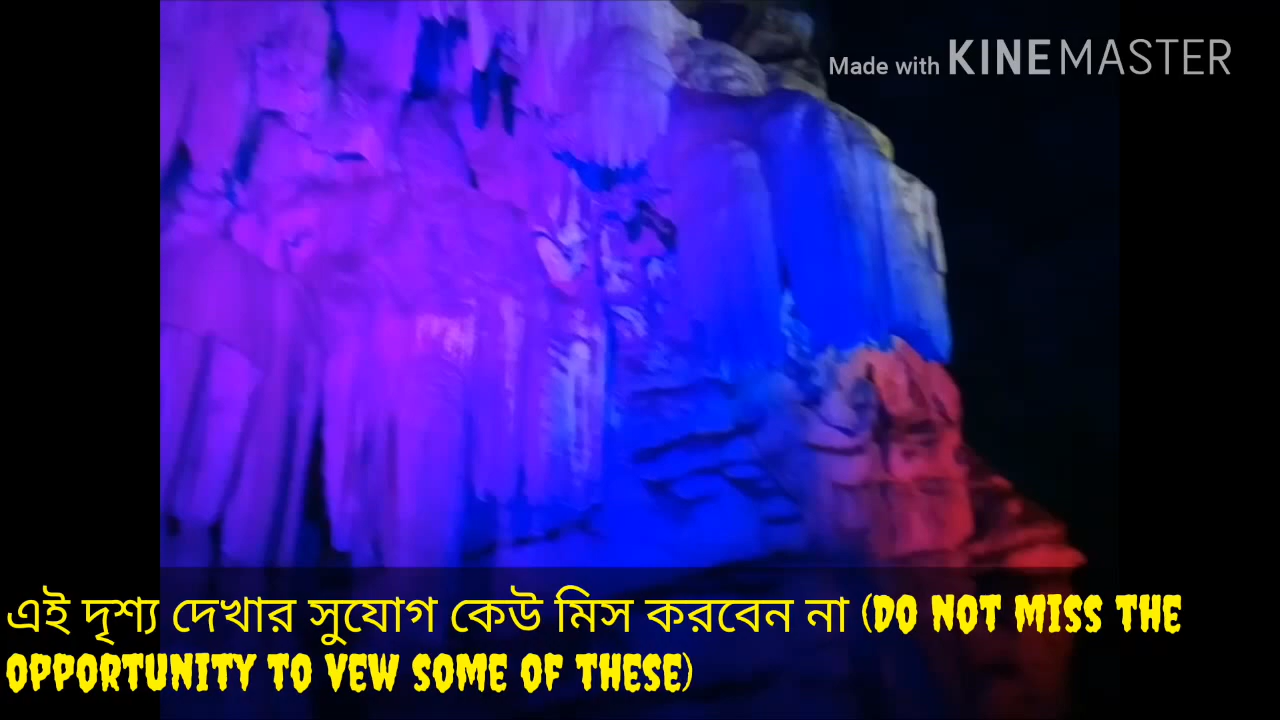 Made with KINEMASTER
এই দৃশ্য দেখার সুযোগ কেউ মিস করবেন না (DO NOT MISS THE
OPPORTUNITY TO VEW SOME OF THESE)